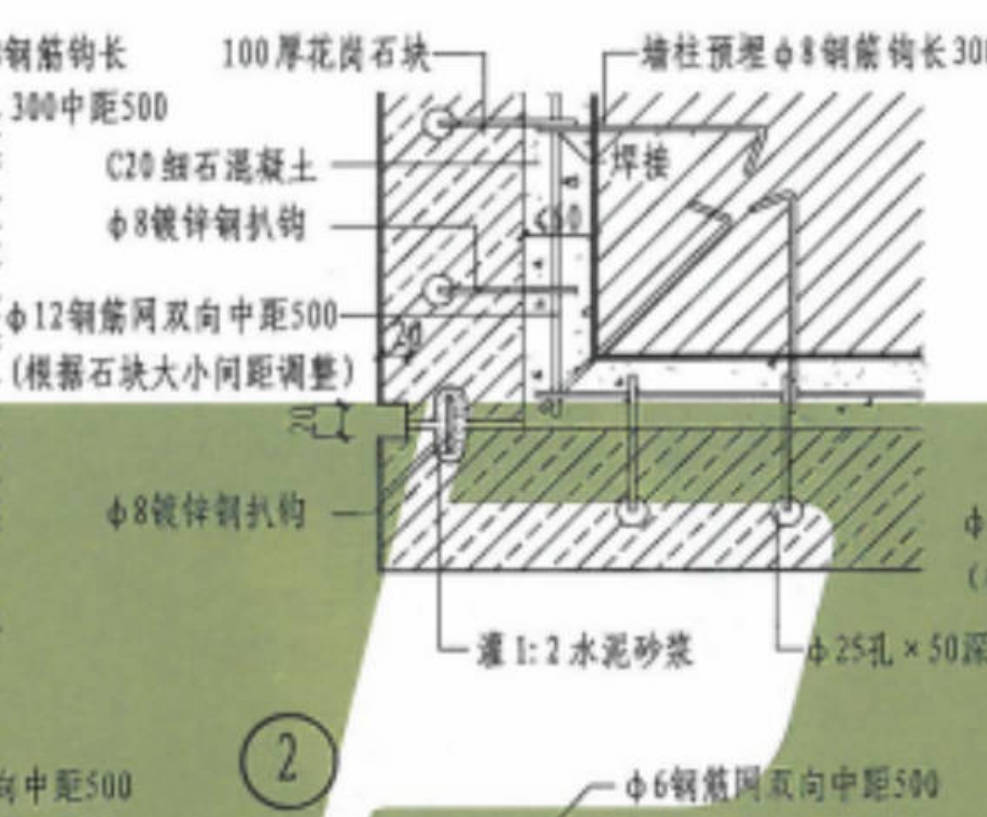 钢筋钩长
300中距500
100厚花岗石块
墙柱预埋ф8钢筋钩长300
C20细石混凝土
焊接
ф8镀锌钢扒钩
60
ф12钢筋网双向中距500
(根据石块大小间距调整)
20
20
ф8镀锌钢扒钩
ф
灌1:2水泥砂浆
ф25孔×50深
2
向中距500
ф6钢筋网双向中距500